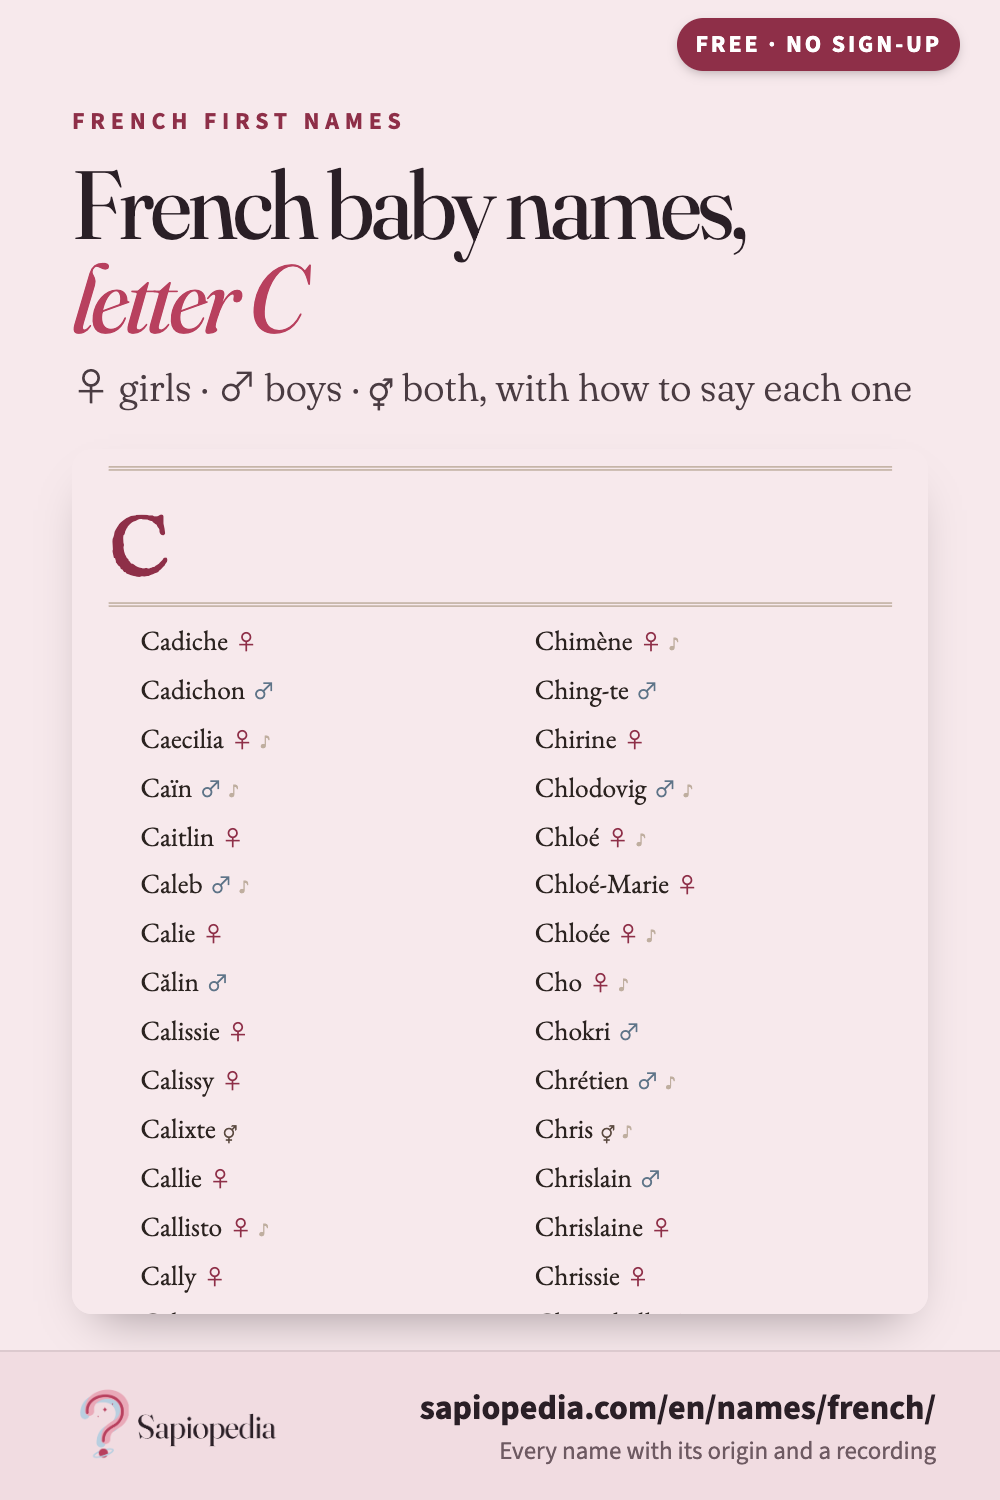 FREE · NO SIGN-UP
FRENCH FIRST NAMES
French baby names,
letter C
♀ girls · ♂ boys · ⚥ both, with how to say each one
C
Cadiche ♀
Cadichon ♂
Caecilia ♀ ♪
Caïn ♂ ♪
Caitlin ♀
Caleb ♂ ♪
Calie ♀
Călin ♂
Calissie ♀
Calissy ♀
Calixte ⚥
Callie ♀
Callisto ♀ ♪
Cally ♀
Chimène ♀ ♪
Ching-te ♂
Chirine ♀
Chlodovig ♂ ♪
Chloé ♀ ♪
Chloé-Marie ♀
Chloée ♀ ♪
Cho ♀ ♪
Chokri ♂
Chrétien ♂ ♪
Chris ⚥ ♪
Chrislain ♂
Chrislaine ♀
Chrissie ♀
Sapiopedia
sapiopedia.com/en/names/french/
Every name with its origin and a recording